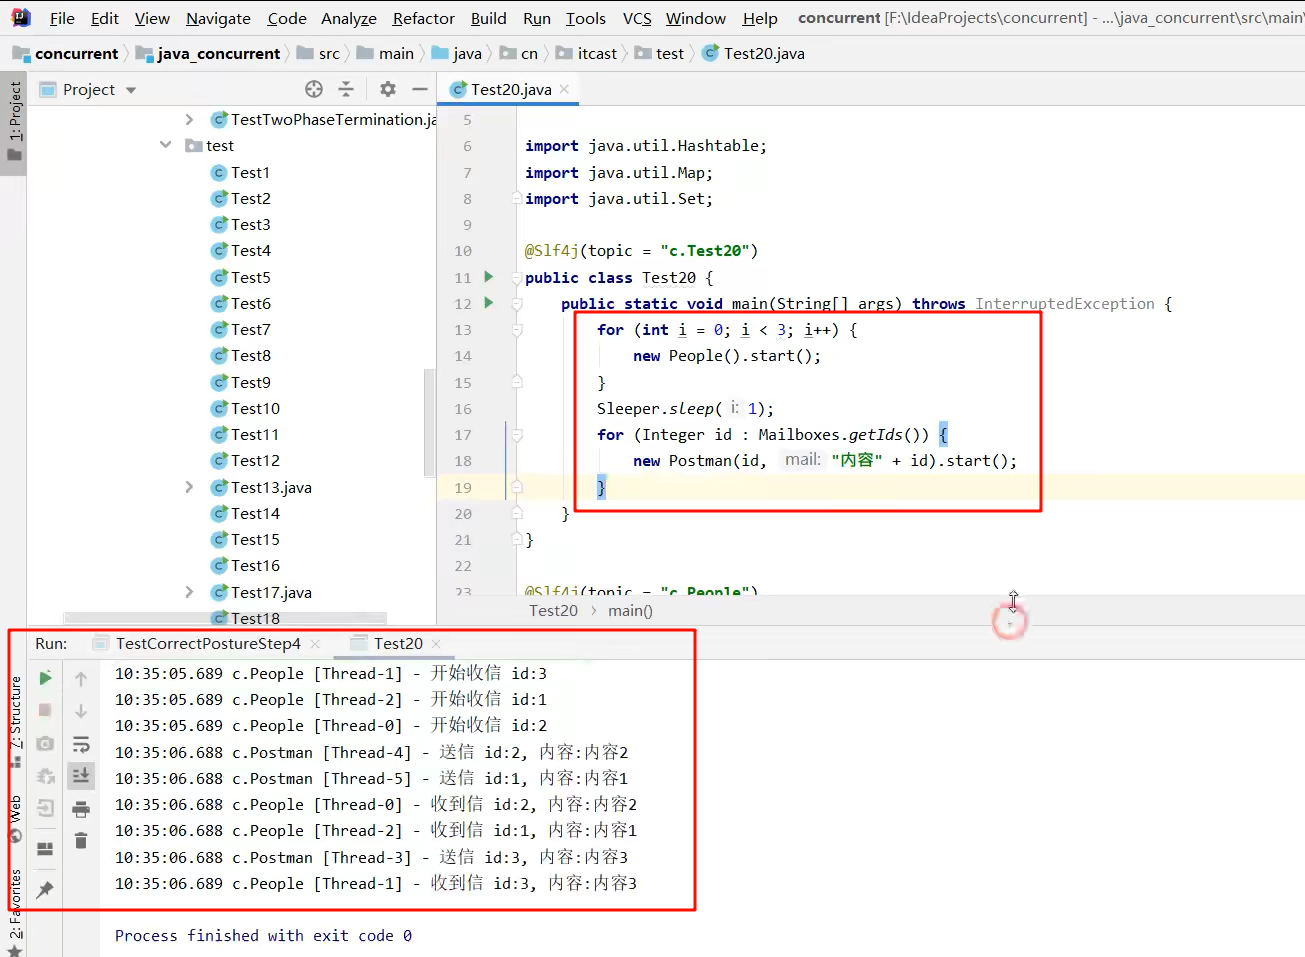 File Edit View Navigate Code Analyze Refactor Build Run Tools VCS Window Help concurrent [F:\IdeaProjects\concurrent] - ...\java_concurrent\src\main\
concurrent java_concurrent src main java cn itcast test Test20.java
1: Project
Project
Test20.java
TestTwoPhaseTermination.ja
test
Test1
Test2
Test3
Test4
Test5
Test6
Test7
Test8
Test9
Test10
Test11
Test12
Test13.java
Test14
Test15
Test16
Test17.java
Test18
5
6 import java.util.Hashtable;
7 import java.util.Map;
8 import java.util.Set;
9
10 @Slf4j(topic = "c.Test20")
11 public class Test20 {
12 public static void main(String[] args) throws InterruptedException {
13 for (int i = 0; i < 3; i++) {
14 new People().start();
15 }
16 Sleeper.sleep( i: 1);
17 for (Integer id : Mailboxes.getIds()) {
18 new Postman(id, mail: "内容" + id).start();
19 }
20 }
21 }
22
23 @Slf4j(topic = "c.People")
Test20 main()
Run: TestCorrectPostureStep4 Test20
7: Structure
Web
2: Favorites
10:35:05.689 c.People [Thread-1] - 开始收信 id:3
10:35:05.689 c.People [Thread-2] - 开始收信 id:1
10:35:05.689 c.People [Thread-0] - 开始收信 id:2
10:35:06.688 c.Postman [Thread-4] - 送信 id:2, 内容:内容2
10:35:06.688 c.Postman [Thread-5] - 送信 id:1, 内容:内容1
10:35:06.688 c.People [Thread-0] - 收到信 id:2, 内容:内容2
10:35:06.688 c.People [Thread-2] - 收到信 id:1, 内容:内容1
10:35:06.688 c.Postman [Thread-3] - 送信 id:3, 内容:内容3
10:35:06.689 c.People [Thread-1] - 收到信 id:3, 内容:内容3
Process finished with exit code 0